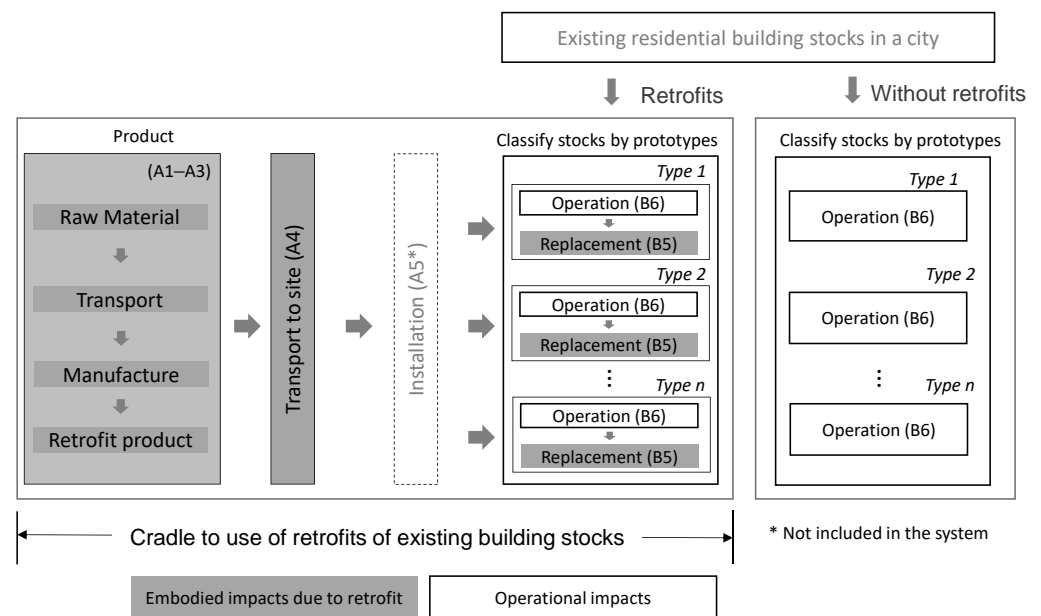 Existing residential building stocks in a city
Retrofits
Without retrofits
Product
(A1–A3)
Raw Material
Transport
Manufacture
Retrofit product
Transport to site (A4)
Installation (A5*)
Classify stocks by prototypes
Type 1
Operation (B6)
Replacement (B5)
Type 2
Operation (B6)
Replacement (B5)
⋮
Type n
Operation (B6)
Replacement (B5)
Classify stocks by prototypes
Type 1
Operation (B6)
Type 2
Operation (B6)
⋮
Type n
Operation (B6)
Cradle to use of retrofits of existing building stocks
* Not included in the system
Embodied impacts due to retrofit
Operational impacts